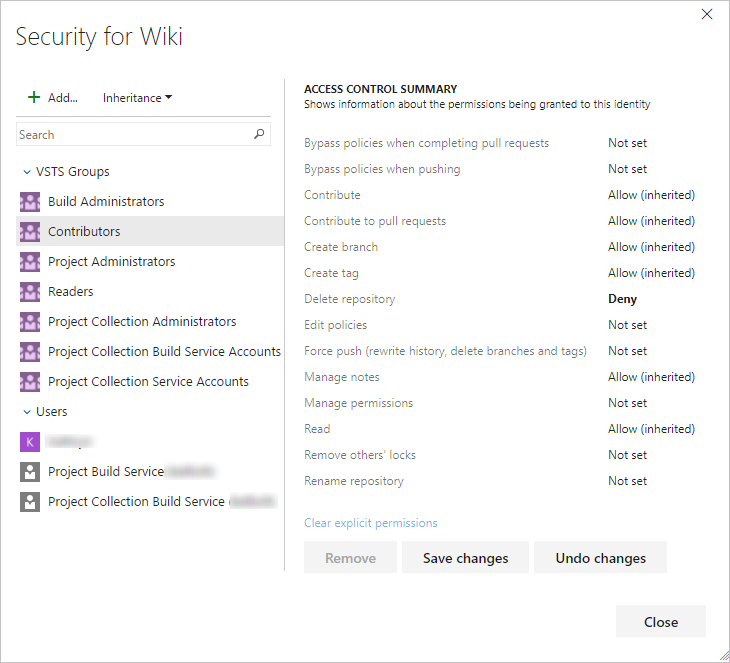 Security for Wiki
Add...
Inheritance
Search
VSTS Groups
Build Administrators
Contributors
Project Administrators
Readers
Project Collection Administrators
Project Collection Build Service Accounts
Project Collection Service Accounts
Users
K
Project Build Service
Project Collection Build Service
ACCESS CONTROL SUMMARY
Shows information about the permissions being granted to this identity
Bypass policies when completing pull requests Not set
Bypass policies when pushing Not set
Contribute Allow (inherited)
Contribute to pull requests Allow (inherited)
Create branch Allow (inherited)
Create tag Allow (inherited)
Delete repository Deny
Edit policies Not set
Force push (rewrite history, delete branches and tags) Not set
Manage notes Allow (inherited)
Manage permissions Not set
Read Allow (inherited)
Remove others' locks Not set
Rename repository Not set
Clear explicit permissions
Remove Save changes Undo changes
Close